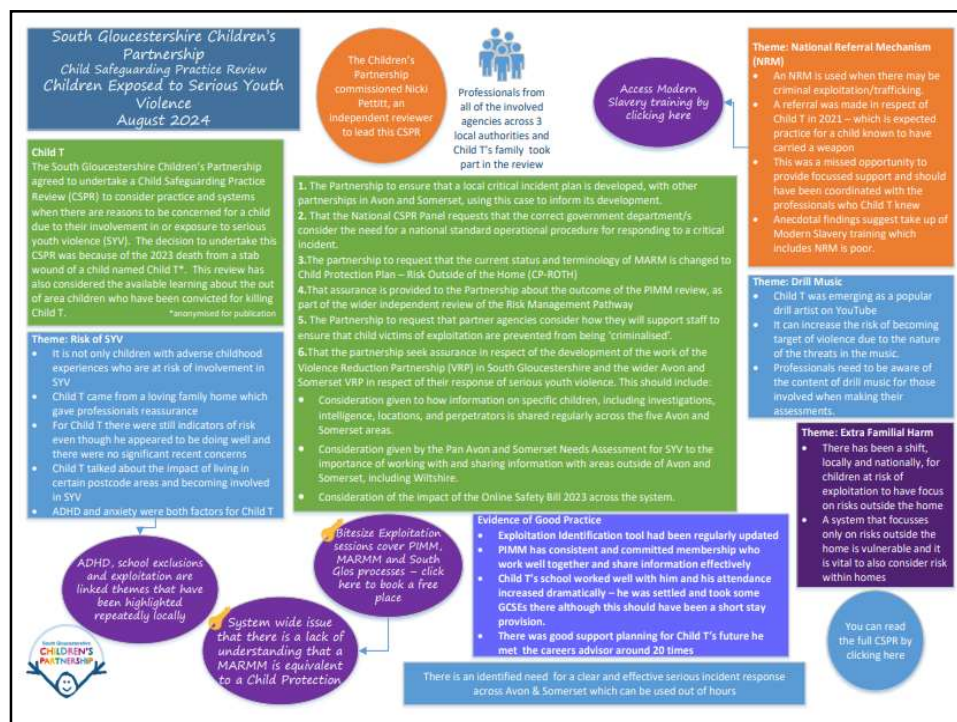 South Gloucestershire Children's
Partnership
Child Safeguarding Practice Review
Children Exposed to Serious Youth
Violence
August 2024
The Children's
Partnership
commissioned Nicki
Pettitt, an
independent reviewer
to lead this CSPR
Professionals from
all of the involved
agencies across 3
local authorities and
Child T's family took
part in the review
Access Modern
Slavery training by
clicking here
Theme: National Referral Mechanism
(NRM)
• An NRM is used when there may be
criminal exploitation/trafficking.
• A referral was made in respect of
Child T in 2021 – which is expected
practice for a child known to have
carried a weapon
• This was a missed opportunity to
provide focussed support and should
have been coordinated with the
professionals who Child T knew
• Anecdotal findings suggest take up of
Modern Slavery training which
includes NRM is poor.
Child T
The South Gloucestershire Children's Partnership
agreed to undertake a Child Safeguarding Practice
Review (CSPR) to consider practice and systems
when there are reasons to be concerned for a child
due to their involvement in or exposure to serious
youth violence (SYV). The decision to undertake this
CSPR was because of the 2023 death from a stab
wound of a child named Child T*. This review has
also considered the available learning about the out
of area children who have been convicted for killing
Child T.
*anonymised for publication
1. The Partnership to ensure that a local critical incident plan is developed, with other
partnerships in Avon and Somerset, using this case to inform its development.
2. That the National CSPR Panel requests that the correct government department/s
consider the need for a national standard operational procedure for responding to a critical
incident.
3.The partnership to request that the current status and terminology of MARM is changed to
Child Protection Plan – Risk Outside of the Home (CP-ROTH)
4.That assurance is provided to the Partnership about the outcome of the PIMM review, as
part of the wider independent review of the Risk Management Pathway
5. The Partnership to request that partner agencies consider how they will support staff to
ensure that child victims of exploitation are prevented from being 'criminalised'.
6.That the partnership seek assurance in respect of the development of the work of the
Violence Reduction Partnership (VRP) in South Gloucestershire and the wider Avon and
Somerset VRP in respect of their response of serious youth violence. This should include:
• Consideration given to how information on specific children, including investigations,
intelligence, locations, and perpetrators is shared regularly across the five Avon and
Somerset areas.
• Consideration given by the Pan Avon and Somerset Needs Assessment for SYV to the
importance of working with and sharing information with areas outside of Avon and
Somerset, including Wiltshire.
• Consideration of the impact of the Online Safety Bill 2023 across the system.
Theme: Drill Music
• Child T was emerging as a popular
drill artist on YouTube
• It can increase the risk of becoming
target of violence due to the nature
of the threats in the music.
• Professionals need to be aware of
the content of drill music for those
involved when making their
assessments.
Theme: Risk of SYV
• It is not only children with adverse childhood
experiences who are at risk of involvement in
SYV
• Child T came from a loving family home which
gave professionals reassurance
• For Child T there were still indicators of risk
even though he appeared to be doing well and
there were no significant recent concerns
• Child T talked about the impact of living in
certain postcode areas and becoming involved
in SYV
• ADHD and anxiety were both factors for Child T
Theme: Extra Familial Harm
• There has been a shift,
locally and nationally, for
children at risk of
exploitation to have focus
on risks outside the home
• A system that focusses
only on risks outside the
home is vulnerable and it
is vital to also consider risk
within homes
ADHD, school exclusions
and exploitation are
linked themes that have
been highlighted
repeatedly locally
Bitesize Exploitation
sessions cover PIMM,
MARMM and South
Glos processes – click
here to book a free
place
System wide issue
that there is a lack of
understanding that a
MARMM is equivalent
to a Child Protection
Evidence of Good Practice
• Exploitation Identification tool had been regularly updated
• PIMM has consistent and committed membership who
work well together and share information effectively
• Child T's school worked well with him and his attendance
increased dramatically – he was settled and took some
GCSEs there although this should have been a short stay
provision.
• There was good support planning for Child T's future he
met the careers advisor around 20 times
You can read
the full CSPR by
clicking here
There is an identified need for a clear and effective serious incident response
across Avon & Somerset which can be used out of hours
South Gloucestershire
CHILDREN'S
PARTNERSHIP